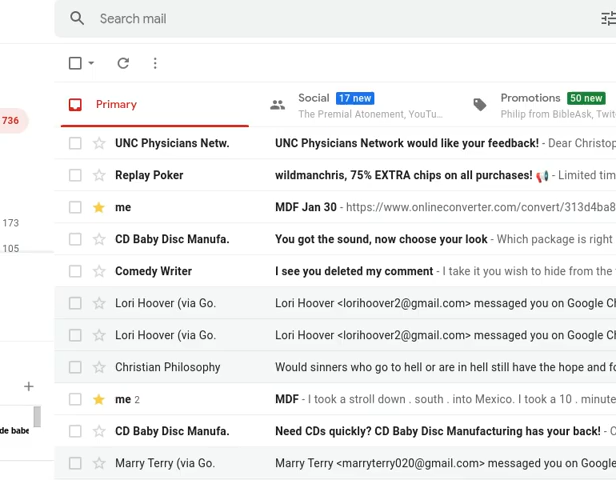 Search mail
736
Primary
Social 17 new
The Premial Atonement, YouTu...
Promotions 50 new
Philip from BibleAsk, Twit
UNC Physicians Netw. UNC Physicians Network would like your feedback! - Dear Christop
Replay Poker wildmanchris, 75% EXTRA chips on all purchases! 📢 - Limited tim
me MDF Jan 30 - https://www.onlineconverter.com/convert/313d4ba8
173
CD Baby Disc Manufa. You got the sound, now choose your look - Which package is right
105
Comedy Writer I see you deleted my comment - I take it you wish to hide from the
Lori Hoover (via Go. Lori Hoover <lorihoover2@gmail.com> messaged you on Google Ch
Lori Hoover (via Go. Lori Hoover <lorihoover2@gmail.com> messaged you on Google Ch
Christian Philosophy Would sinners who go to hell or are in hell still have the hope and fo
me 2 MDF - I took a scroll down . south . into Mexico. I took a 10 . minute
de babe
CD Baby Disc Manufa. Need CDs quickly? CD Baby Disc Manufacturing has your back! - C
Marry Terry (via Go. Marry Terry <marryterry020@gmail.com> messaged you on Google